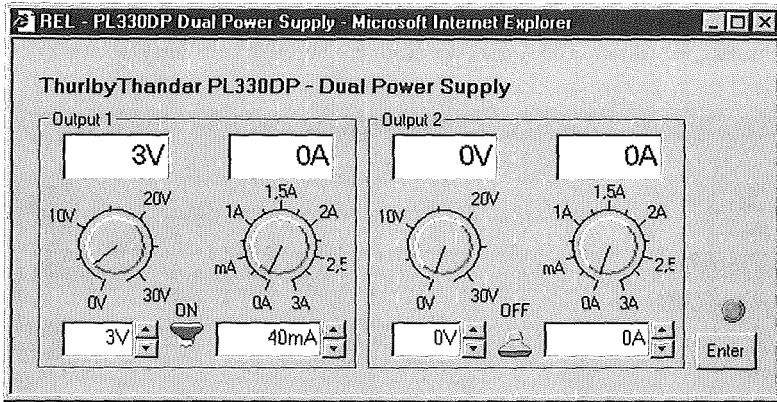 REL - PL330DP Dual Power Supply - Microsoft Internet Explorer
ThurlbyThandar PL330DP - Dual Power Supply
Output 1
3V
0A
10V
20V
0V
30V
1A
1,5A
2A
mA
2,5
0A
3A
ON
3V
40mA
Output 2
0V
0A
10V
20V
0V
30V
1A
1,5A
2A
mA
2,5
0A
3A
OFF
0V
0A
Enter